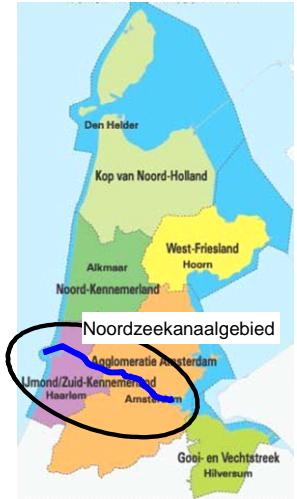 Den Helder
Kop van Noord-Holland
West-Friesland
Hoorn
Alkmaar
Noord-Kennemerland
Noordzeekanaalgebied
Agglomeratie Amsterdam
IJmond/Zuid-Kennemerland
Haarlem
Amsterdam
Gooi- en Vechtstreek
Hilversum